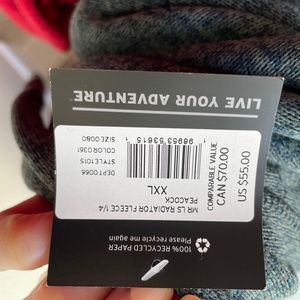 LIVE YOUR ADVENTURE
COMPARABLE VALUE
CAN $70.00
US $55.00
98963 53615
SIZE:0080
COLOR:0361
STYLE:1015
DEPT:0066
XXL
PEACOCK
MR LS RADIATOR FLEECE 1/4
100% RECYCLED PAPER
Please recycle me again